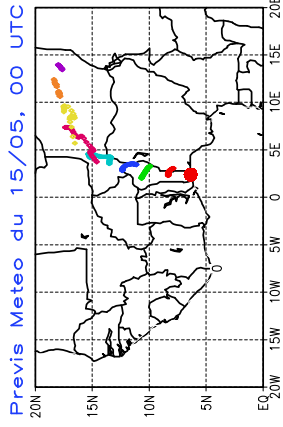 Previs Meteo du 15/05, 00 UTC
20N
15N
10N
5N
EQ
20W
15W
10W
5W
0
5E
10E
15E
20E
0